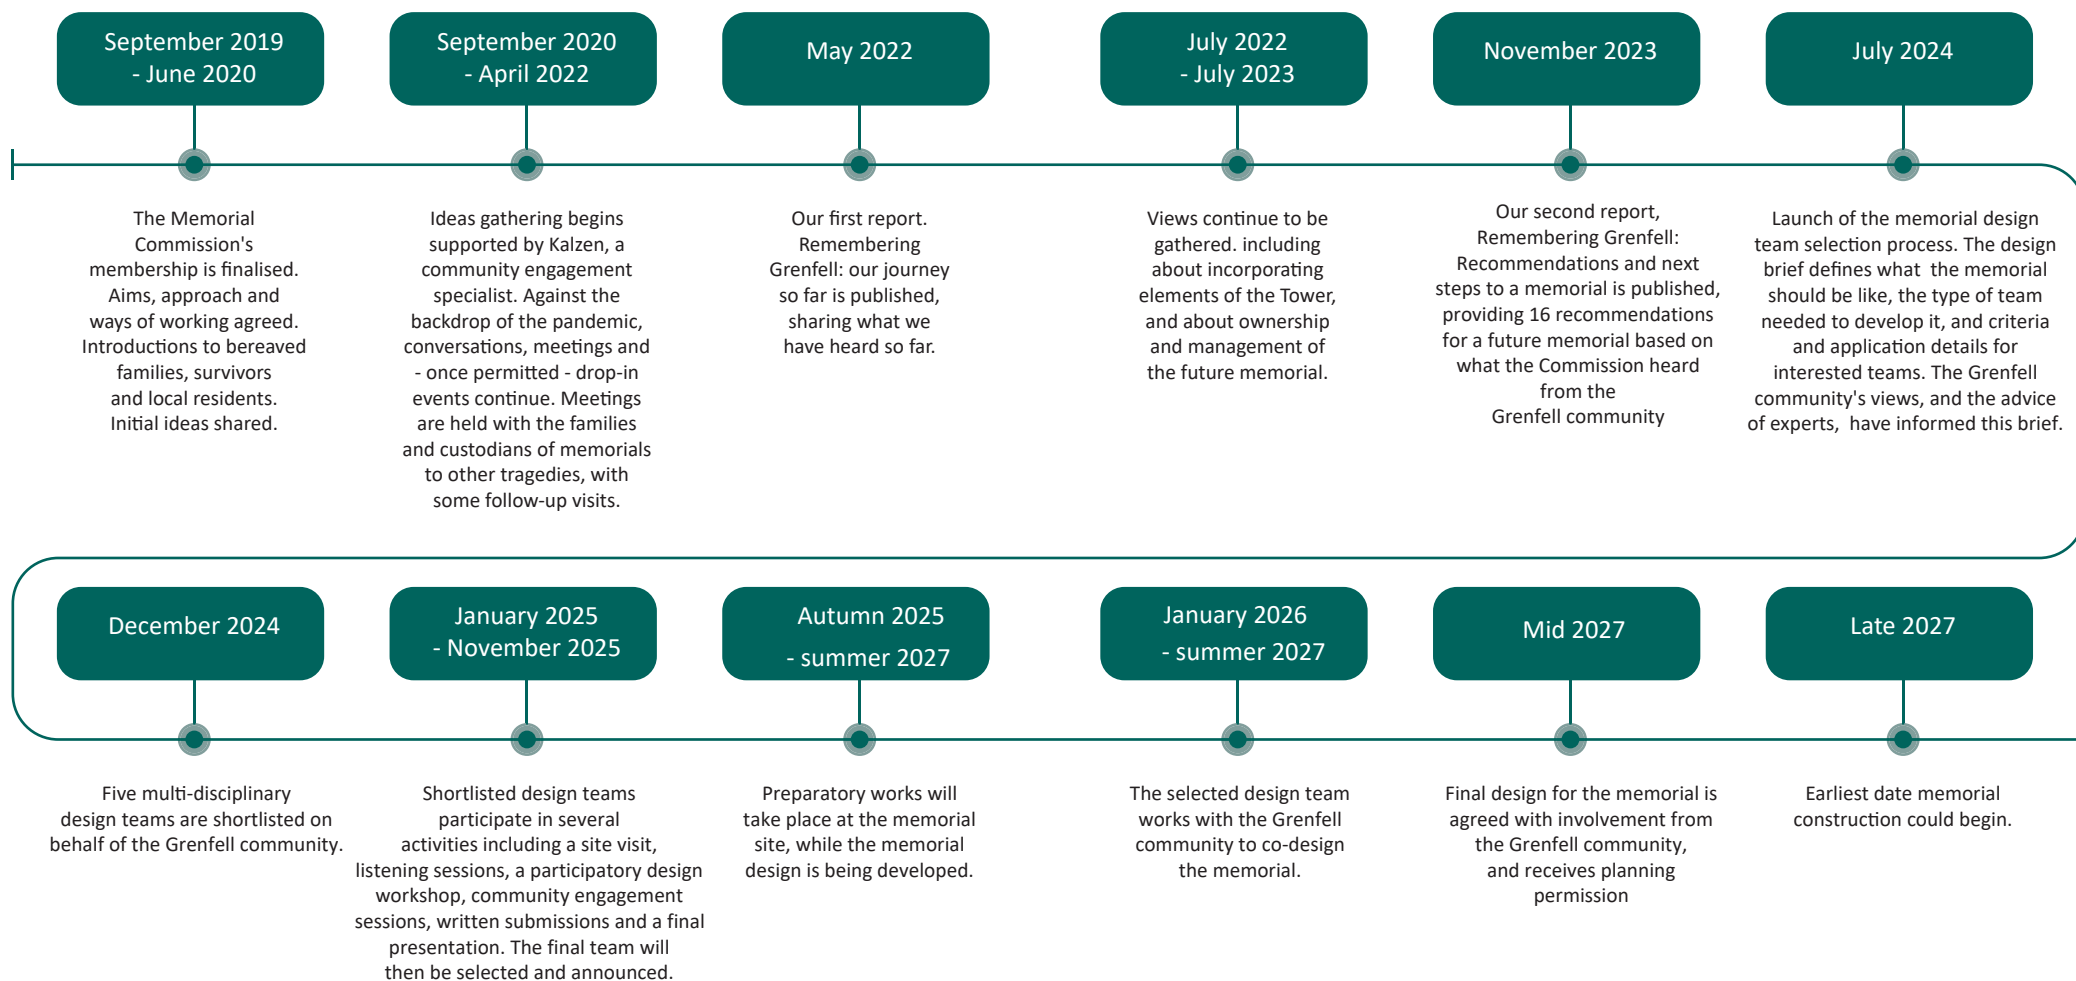 September 2019
- June 2020
The Memorial
Commission's
membership is finalised.
Aims, approach and
ways of working agreed.
Introductions to bereaved
families, survivors
and local residents.
Initial ideas shared.
September 2020
- April 2022
Ideas gathering begins
supported by Kalzen, a
community engagement
specialist. Against the
backdrop of the pandemic,
conversations, meetings and
- once permitted - drop-in
events continue. Meetings
are held with the families
and custodians of memorials
to other tragedies, with
some follow-up visits.
May 2022
Our first report.
Remembering
Grenfell: our journey
so far is published,
sharing what we
have heard so far.
July 2022
- July 2023
Views continue to be
gathered. including
about incorporating
elements of the Tower,
and about ownership
and management of
the future memorial.
November 2023
Our second report,
Remembering Grenfell:
Recommendations and next
steps to a memorial is published,
providing 16 recommendations
for a future memorial based on
what the Commission heard
from the
Grenfell community
July 2024
Launch of the memorial design
team selection process. The design
brief defines what  the memorial
should be like, the type of team
needed to develop it, and criteria
and application details for
interested teams. The Grenfell
community's views, and the advice
of experts,  have informed this brief.
December 2024
Five multi-disciplinary
design teams are shortlisted on
behalf of the Grenfell community.
January 2025
- November 2025
Shortlisted design teams
participate in several
activities including a site visit,
listening sessions, a participatory design
workshop, community engagement
sessions, written submissions and a final
presentation. The final team will
then be selected and announced.
Autumn 2025
- summer 2027
Preparatory works will
take place at the memorial
site, while the memorial
design is being developed.
January 2026
- summer 2027
The selected design team
works with the Grenfell
community to co-design
the memorial.
Mid 2027
Final design for the memorial is
agreed with involvement from
the Grenfell community,
and receives planning
permission
Late 2027
Earliest date memorial
construction could begin.